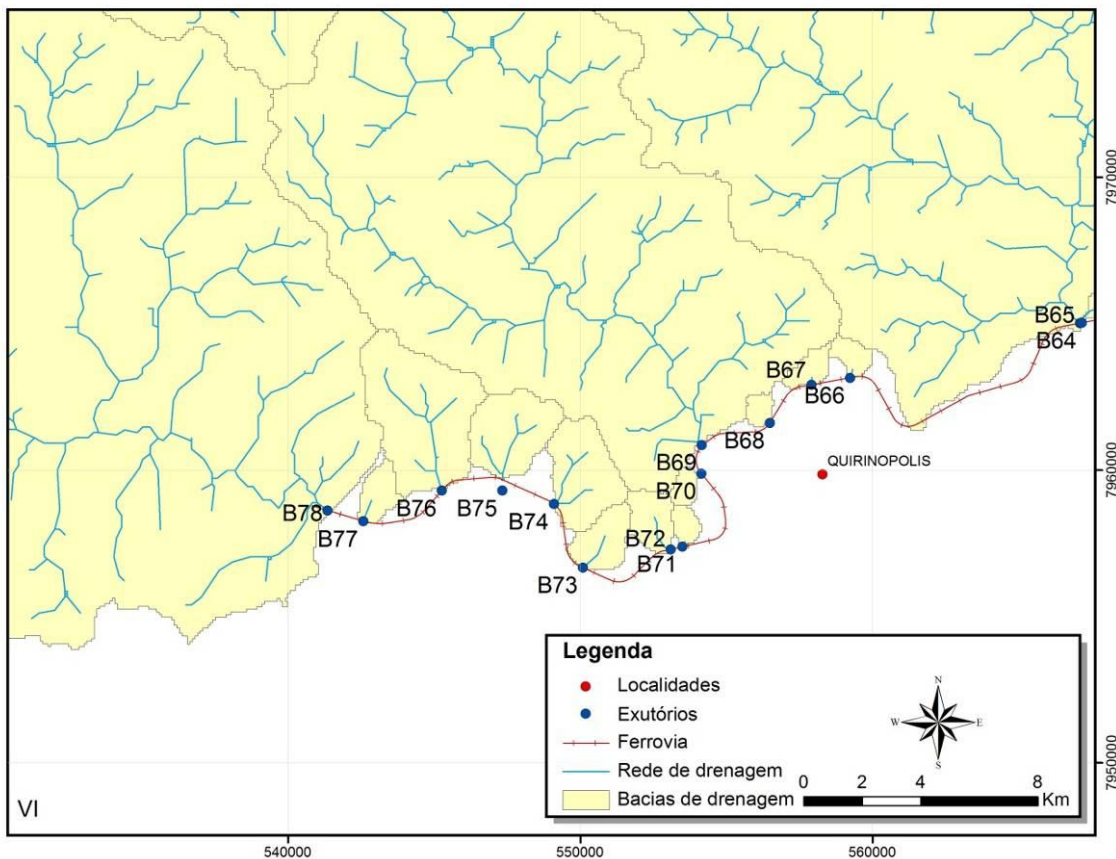 B65
B64
B67
B66
B68
B69
B70
QUIRINOPOLIS
B76
B75
B74
B78
B77
B72
B71
B73
7970000
7960000
7950000
Legenda
Localidades
Exutórios
Ferrovia
Rede de drenagem
Bacias de drenagem
N
W E
S
0 2 4 8
Km
VI
540000 550000 560000